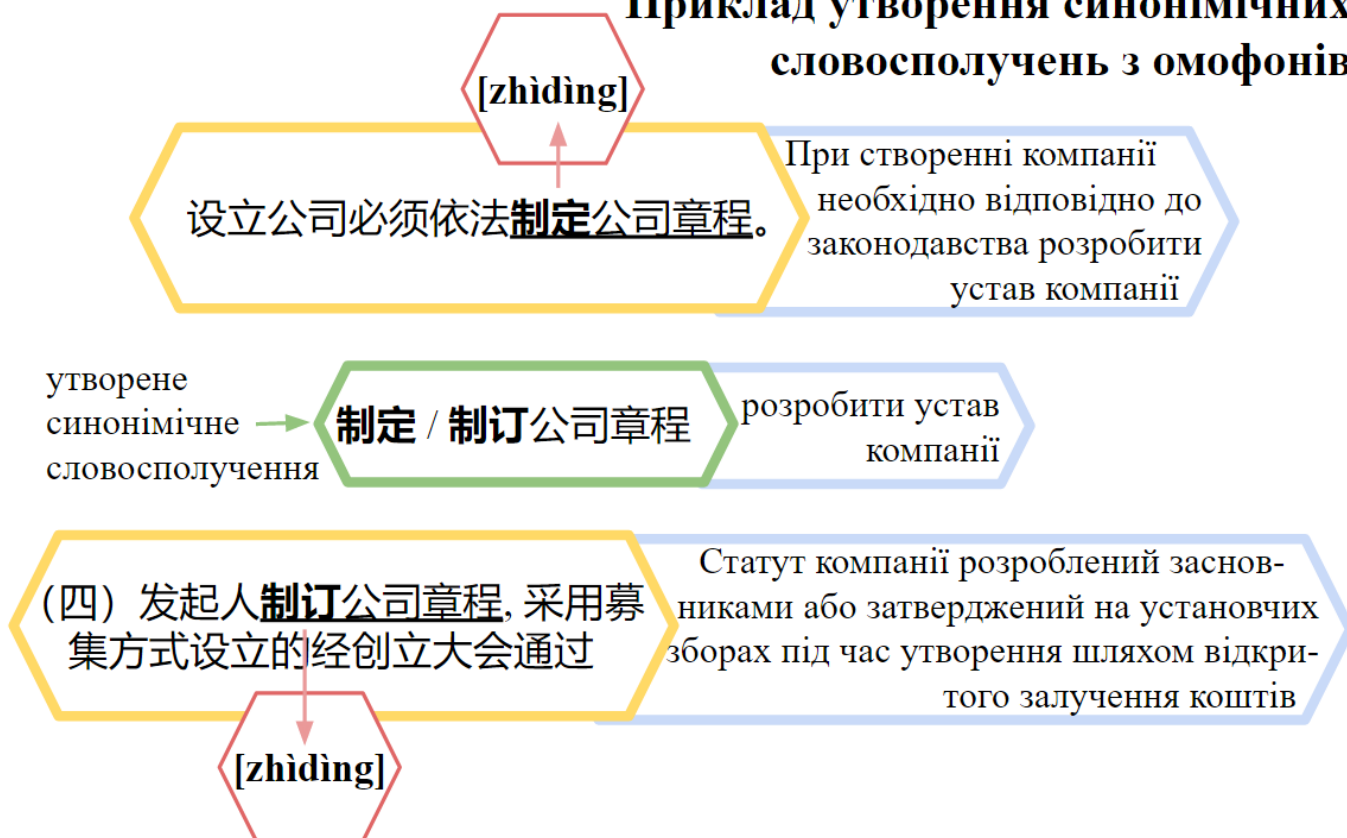 Приклад утворення синонімічних
словосполучень з омофонів
[zhìdìng]
设立公司必须依法制定公司章程。
При створенні компанії
необхідно відповідно до
законодавства розробити
устав компанії
утворене
синонімічне
словосполучення
制定 / 制订公司章程
розробити устав
компанії
（四）发起人制订公司章程, 采用募
集方式设立的经创立大会通过
Статут компанії розроблений заснов-
никами або затверджений на установчих
зборах під час утворення шляхом відкри-
того залучення коштів
[zhìdìng]